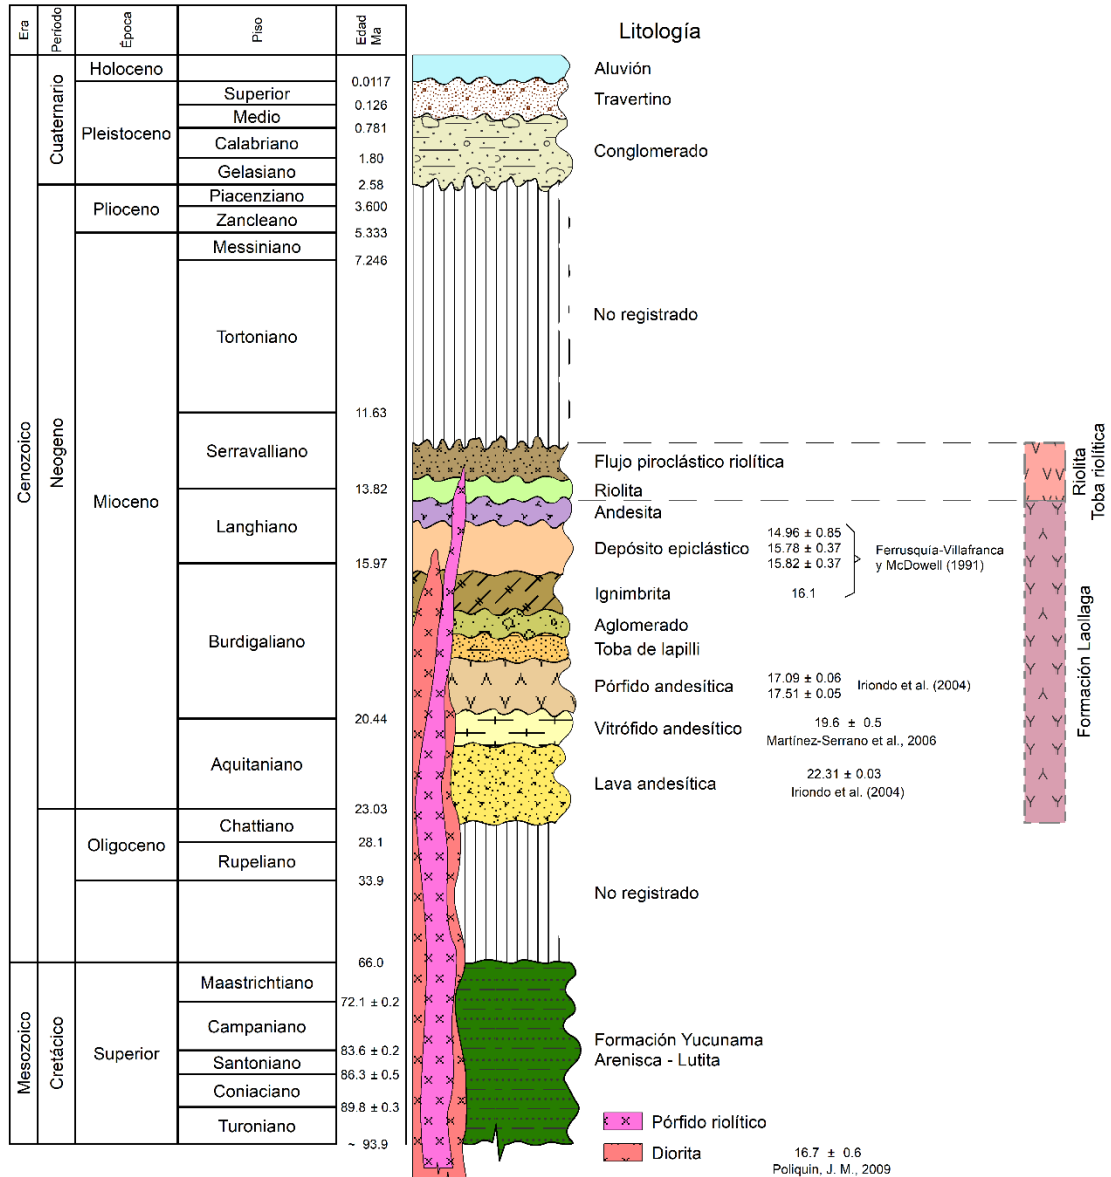 Era
Período
Época
Piso
Edad
Ma
Litología
Cenozoico
Cuaternario
Holoceno
0.0117
Aluvión
Pleistoceno
Superior
0.126
Travertino
Medio
0.781
Calabriano
1.80
Conglomerado
Gelasiano
2.58
Neogeno
Plioceno
Piacenziano
3.600
Zancleano
5.333
Mioceno
Messiniano
7.246
Tortoniano
No registrado
11.63
Serravalliano
Flujo piroclástico riolítica
13.82
Riolita
Langhiano
Andesita
Depósito epiclástico
14.96 ± 0.85
15.78 ± 0.37
15.82 ± 0.37
Ferrusquía-Villafranca
y McDowell (1991)
15.97
Ignimbrita
16.1
Burdigaliano
Aglomerado
Toba de lapilli
Pórfido andesítica
17.09 ± 0.06
17.51 ± 0.05
Iriondo et al. (2004)
20.44
Vitrófido andesítico
19.6 ± 0.5
Martínez-Serrano et al., 2006
Aquitaniano
Lava andesítica
22.31 ± 0.03
Iriondo et al. (2004)
23.03
Oligoceno
Chattiano
28.1
Rupeliano
33.9
No registrado
66.0
Mesozoico
Cretácico
Superior
Maastrichtiano
72.1 ± 0.2
Campaniano
83.6 ± 0.2
Santoniano
86.3 ± 0.5
Coniaciano
89.8 ± 0.3
Turoniano
~ 93.9
Formación Yucunama
Arenisca - Lutita
Riolita
Toba riolítica
Formación Laollaga
Pórfido riolítico
Diorita
16.7 ± 0.6
Poliquin, J. M., 2009